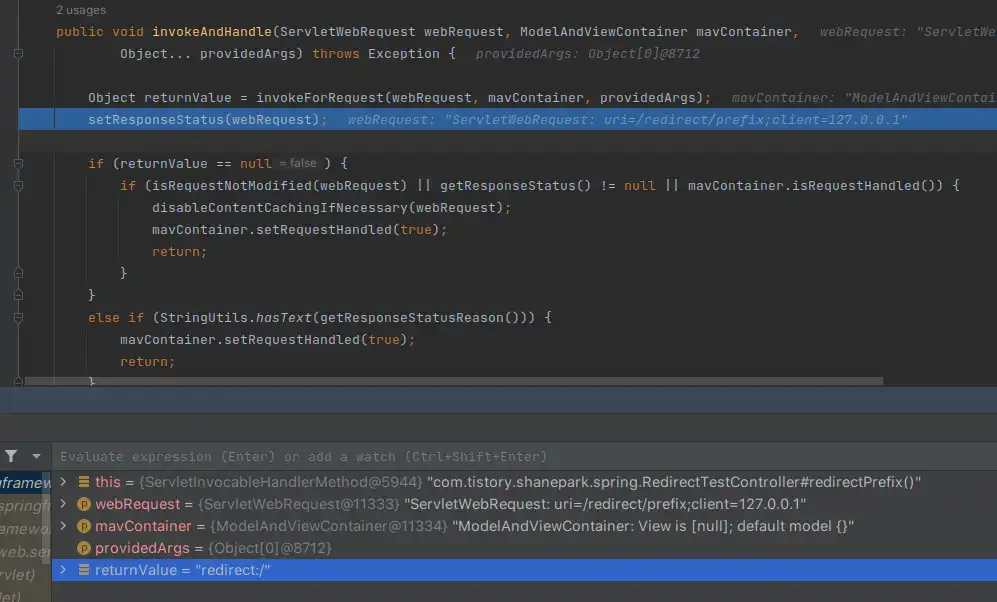 2 usages
public void invokeAndHandle(ServletWebRequest webRequest, ModelAndViewContainer mavContainer, webRequest: "ServletWe
Object... providedArgs) throws Exception { providedArgs: Object[0]@8712
Object returnValue = invokeForRequest(webRequest, mavContainer, providedArgs); mavContainer: "ModelAndViewContai
setResponseStatus(webRequest); webRequest: "ServletWebRequest: uri=/redirect/prefix;client=127.0.0.1"
if (returnValue == null = false ) {
if (isRequestNotModified(webRequest) || getResponseStatus() != null || mavContainer.isRequestHandled()) {
disableContentCachingIfNecessary(webRequest);
mavContainer.setRequestHandled(true);
return;
}
}
else if (StringUtils.hasText(getResponseStatusReason())) {
mavContainer.setRequestHandled(true);
return;
}
Evaluate expression (Enter) or add a watch (Ctrl+Shift+Enter)
gframew
this = {ServletInvocableHandlerMethod@5944} "com.tistory.shanepark.spring.RedirectTestController#redirectPrefix()"
springf
webRequest = {ServletWebRequest@11333} "ServletWebRequest: uri=/redirect/prefix;client=127.0.0.1"
amewo
mavContainer = {ModelAndViewContainer@11334} "ModelAndViewContainer: View is [null]; default model {}"
web.se
providedArgs = {Object[0]@8712}
rvlet)
returnValue = "redirect:/"
let)